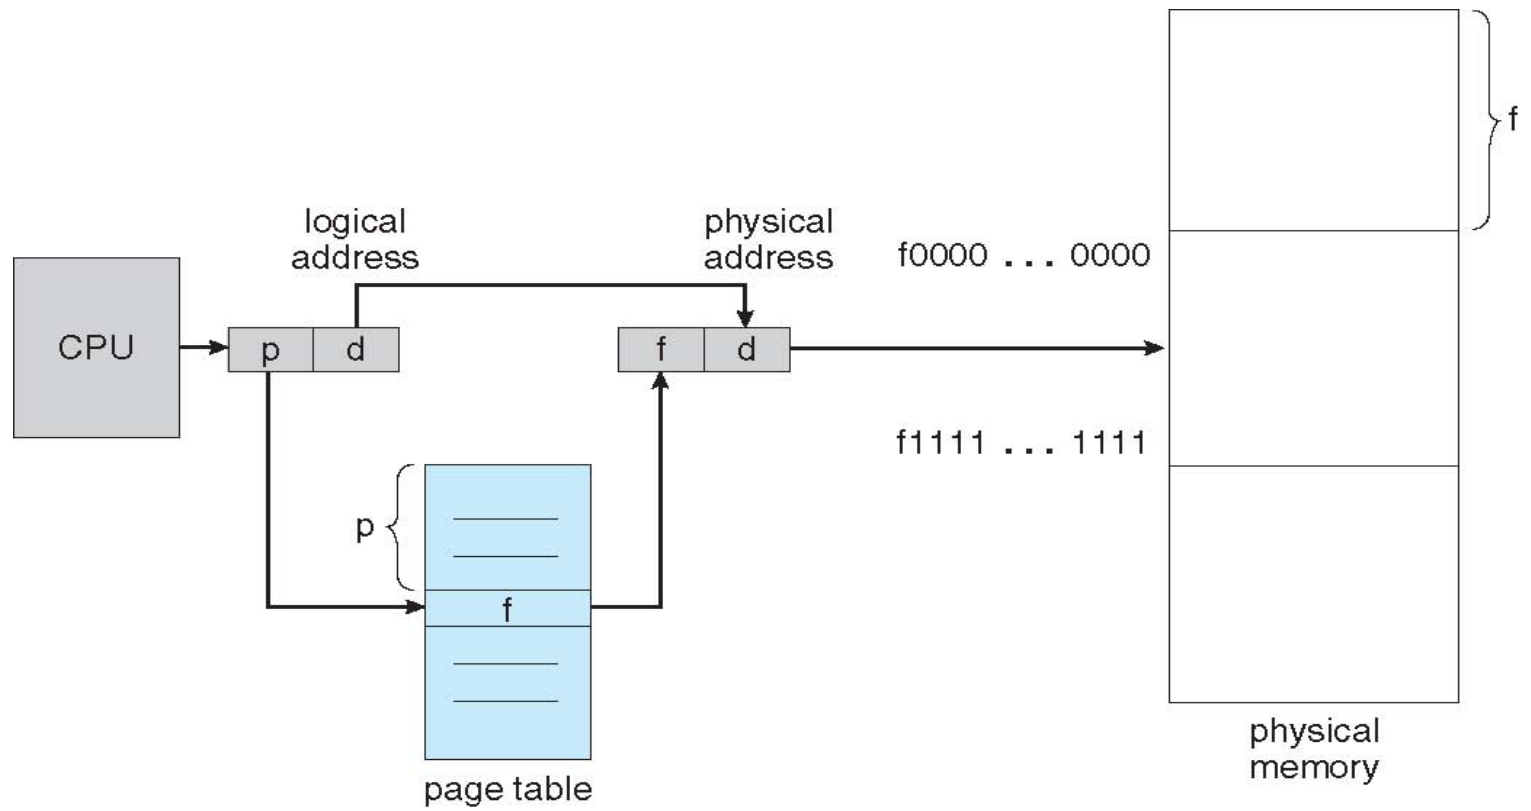 f
logical
address
physical
address
f0000 ... 0000
CPU
p
d
f
d
f1111 ... 1111
p
f
physical
memory
page table